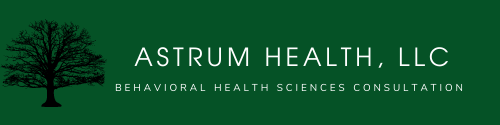 ASTRUM HEALTH, LLC
BEHAVIORAL HEALTH SCIENCES CONSULTATION